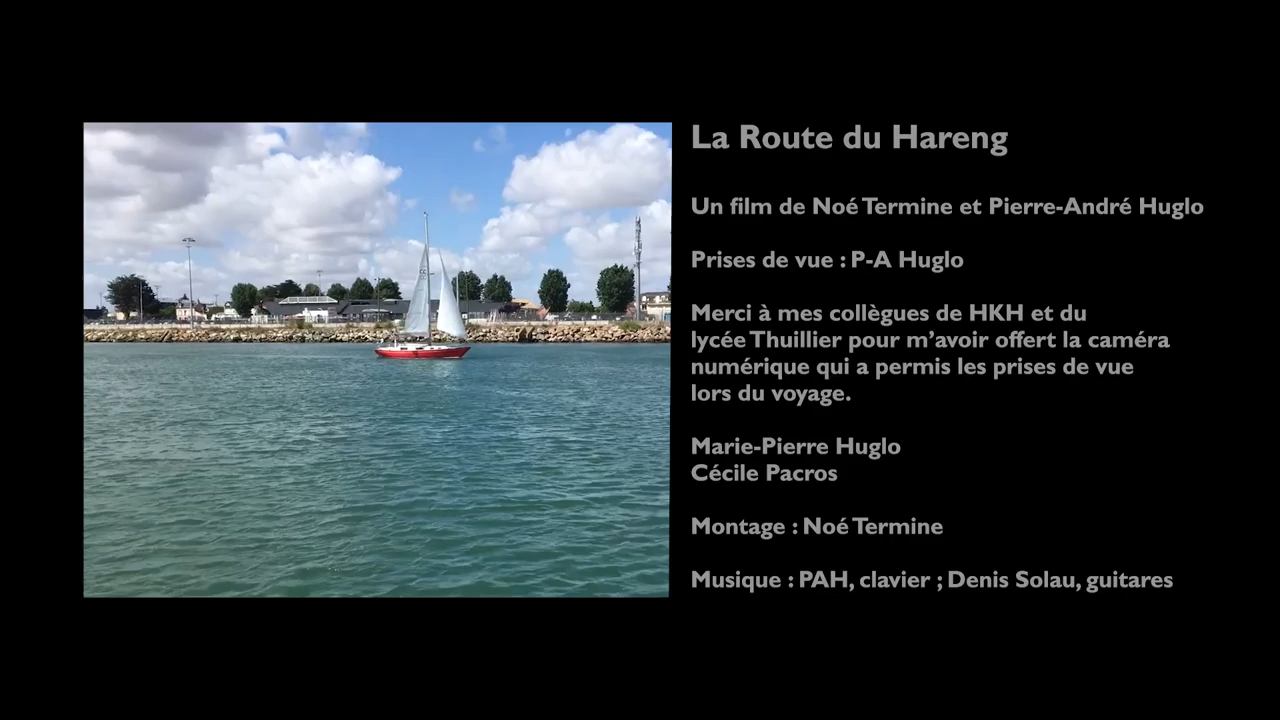 La Route du Hareng
Un film de Noé Termine et Pierre-André Huglo
Prises de vue : P-A Huglo
Merci à mes collègues de HKH et du
lycée Thuillier pour m’avoir offert la caméra
numérique qui a permis les prises de vue
lors du voyage.
Marie-Pierre Huglo
Cécile Pacros
Montage : Noé Termine
Musique : PAH, clavier ; Denis Solau, guitares